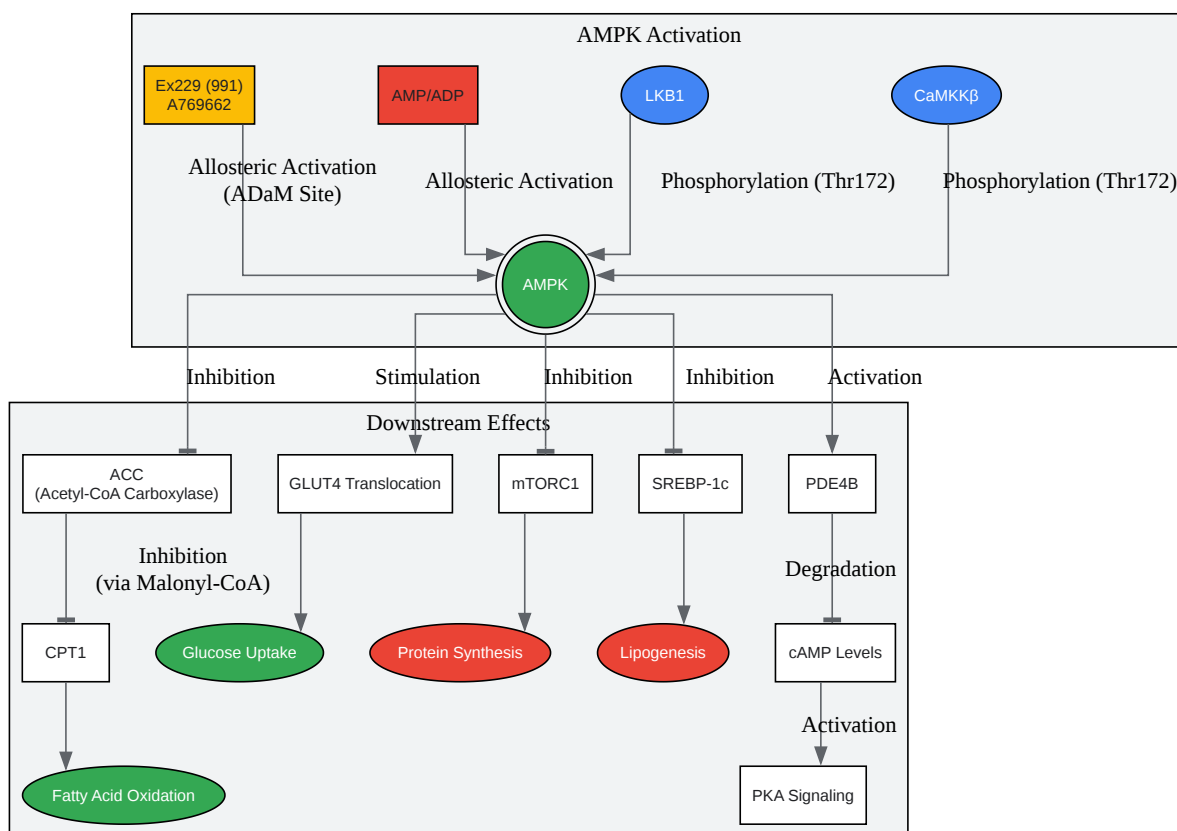 AMPK Activation
Ex229 (991)
A769662
AMP/ADP
LKB1
CaMKKβ
Allosteric Activation
(ADaM Site)
Allosteric Activation
Phosphorylation (Thr172)
Phosphorylation (Thr172)
AMPK
Inhibition
Stimulation
Inhibition
Inhibition
Activation
Downstream Effects
ACC
(Acetyl-CoA Carboxylase)
GLUT4 Translocation
mTORC1
SREBP-1c
PDE4B
Inhibition
(via Malonyl-CoA)
Degradation
CPT1
Glucose Uptake
Protein Synthesis
Lipogenesis
cAMP Levels
Activation
Fatty Acid Oxidation
PKA Signaling